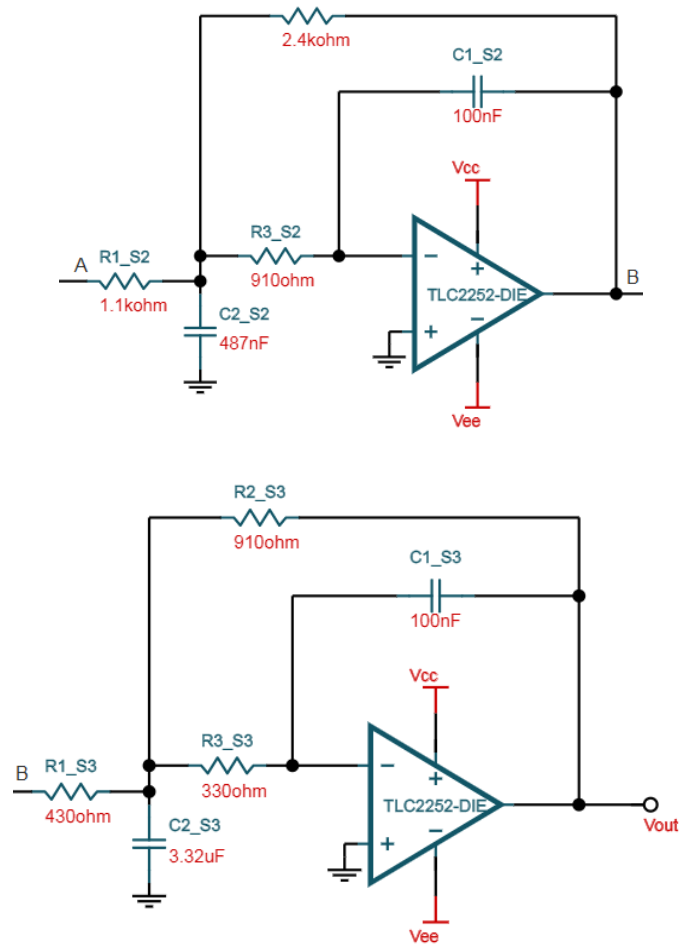 2.4kohm
C1_S2
100nF
Vcc
R3_S2
910ohm
A
R1_S2
1.1kohm
C2_S2
487nF
−
+
TLC2252-DIE
−
+
B
Vee
R2_S3
910ohm
C1_S3
100nF
Vcc
B
R1_S3
430ohm
R3_S3
330ohm
C2_S3
3.32uF
−
+
TLC2252-DIE
−
+
Vout
Vee